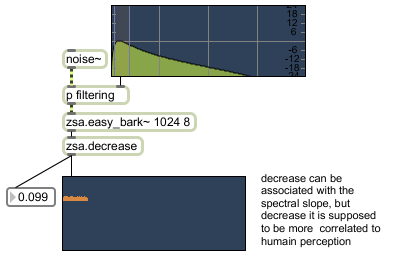 24
18
12
6
-6
-12
-18
noise~
p filtering
zsa.easy_bark~ 1024 8
zsa.decrease
0.099
decrease can be
associated with the
spectral slope, but
decrease it is supposed
to be more correlated to
humain perception